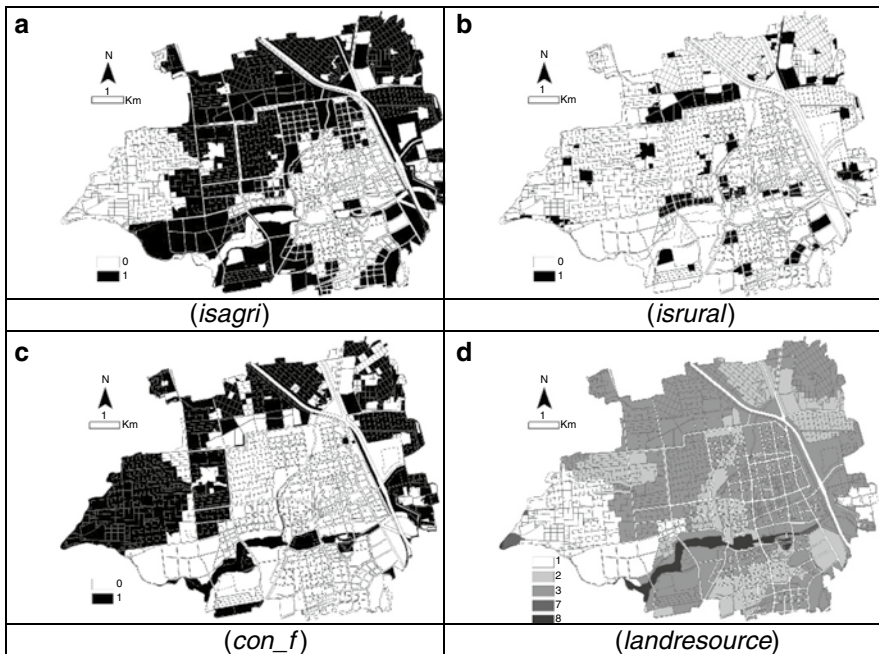 a
N
1
Km
0
1
(isagri)
b
N
1
Km
0
1
(isrural)
c
N
1
Km
0
1
(con_f)
d
N
1
Km
1
2
3
7
8
(landresource)